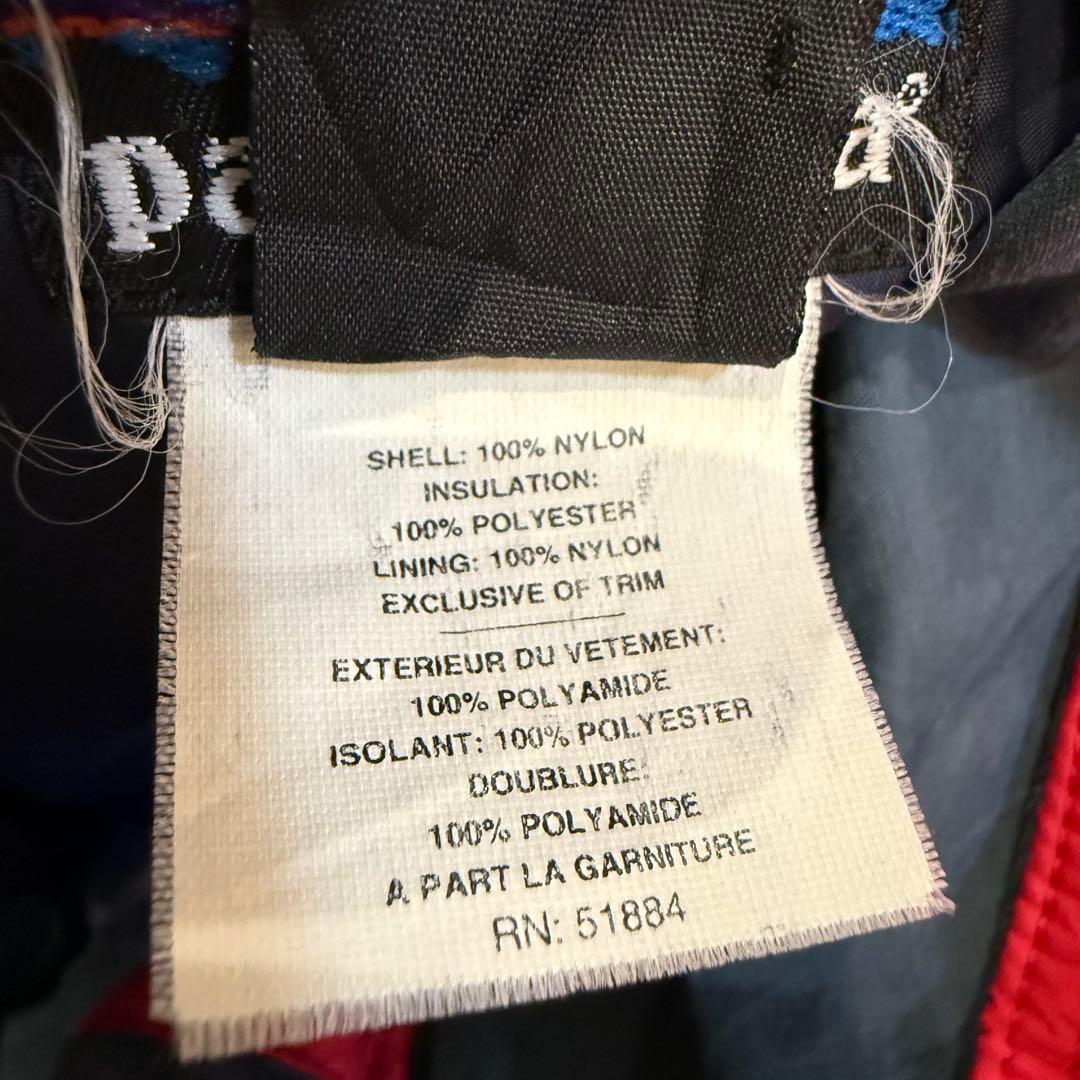 pa
a®
SHELL: 100% NYLON
INSULATION:
100% POLYESTER
LINING: 100% NYLON
EXCLUSIVE OF TRIM
EXTERIEUR DU VETEMENT:
100% POLYAMIDE
ISOLANT: 100% POLYESTER
DOUBLURE:
100% POLYAMIDE
A PART LA GARNITURE
RN: 51884